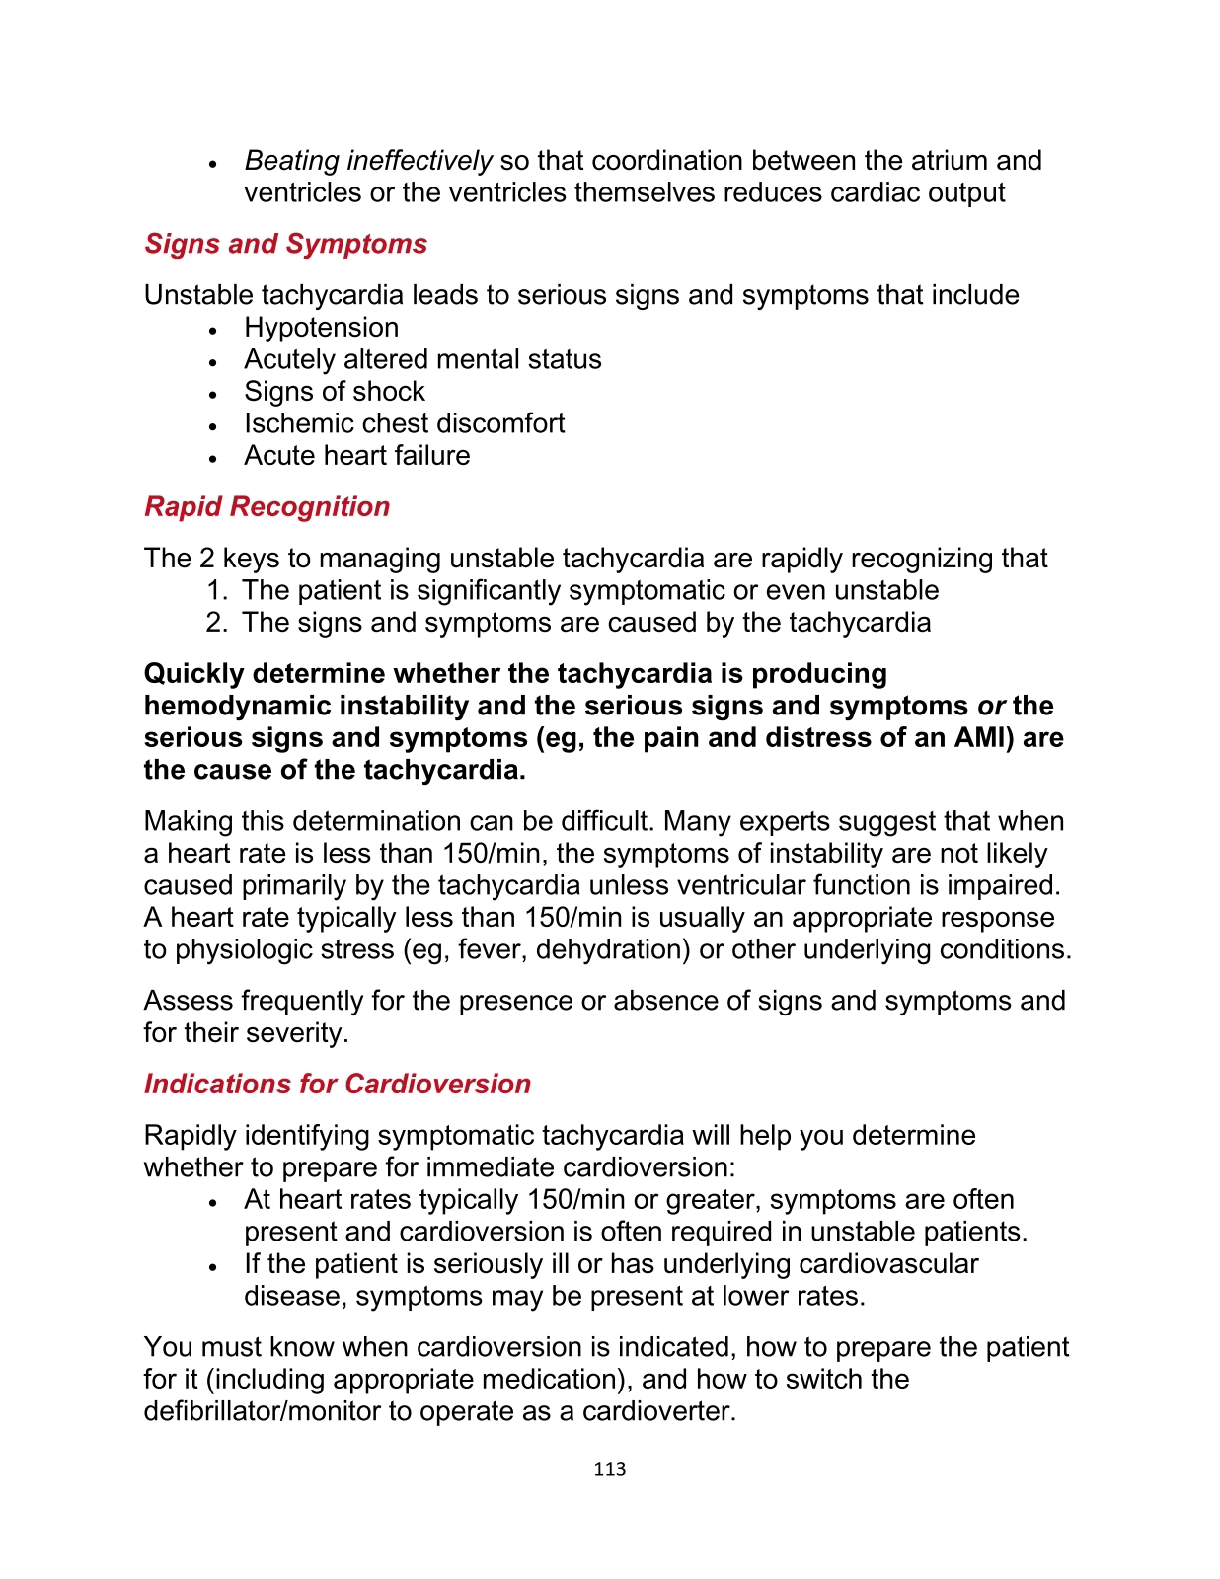 • Beating ineffectively so that coordination between the atrium and
ventricles or the ventricles themselves reduces cardiac output
Signs and Symptoms
Unstable tachycardia leads to serious signs and symptoms that include
• Hypotension
• Acutely altered mental status
• Signs of shock
• Ischemic chest discomfort
• Acute heart failure
Rapid Recognition
The 2 keys to managing unstable tachycardia are rapidly recognizing that
1. The patient is significantly symptomatic or even unstable
2. The signs and symptoms are caused by the tachycardia
Quickly determine whether the tachycardia is producing
hemodynamic instability and the serious signs and symptoms or the
serious signs and symptoms (eg, the pain and distress of an AMI) are
the cause of the tachycardia.
Making this determination can be difficult. Many experts suggest that when
a heart rate is less than 150/min, the symptoms of instability are not likely
caused primarily by the tachycardia unless ventricular function is impaired.
A heart rate typically less than 150/min is usually an appropriate response
to physiologic stress (eg, fever, dehydration) or other underlying conditions.
Assess frequently for the presence or absence of signs and symptoms and
for their severity.
Indications for Cardioversion
Rapidly identifying symptomatic tachycardia will help you determine
whether to prepare for immediate cardioversion:
• At heart rates typically 150/min or greater, symptoms are often
present and cardioversion is often required in unstable patients.
• If the patient is seriously ill or has underlying cardiovascular
disease, symptoms may be present at lower rates.
You must know when cardioversion is indicated, how to prepare the patient
for it (including appropriate medication), and how to switch the
defibrillator/monitor to operate as a cardioverter.
113